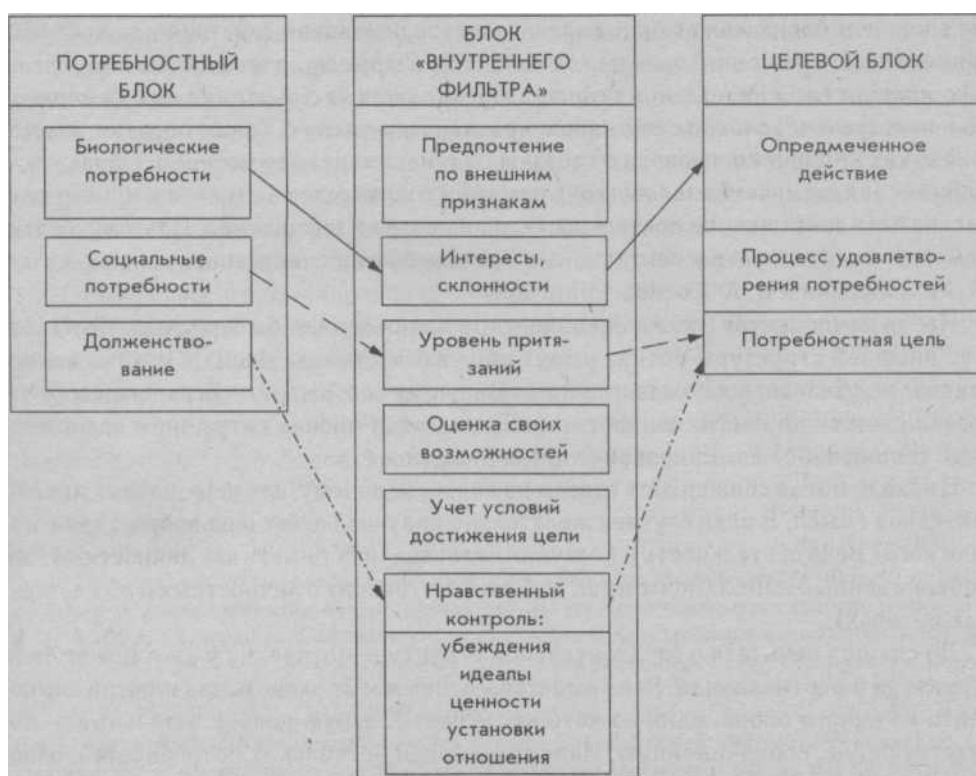 ПОТРЕБНОСТНЫЙ
БЛОК
Биологические
потребности
Социальные
потребности
Долженство-
вание
БЛОК
«ВНУТРЕННЕГО
ФИЛЬТРА»
Предпочтение
по внешним
признакам
Интересы,
склонности
Уровень притя-
заний
Оценка своих
возможностей
Учет условий
достижения цели
Нравственный
контроль:
убеждения
идеалы
ценности
установки
отношения
ЦЕЛЕВОЙ БЛОК
Опредмеченное
действие
Процесс удовлетво-
рения потребностей
Потребностная цель